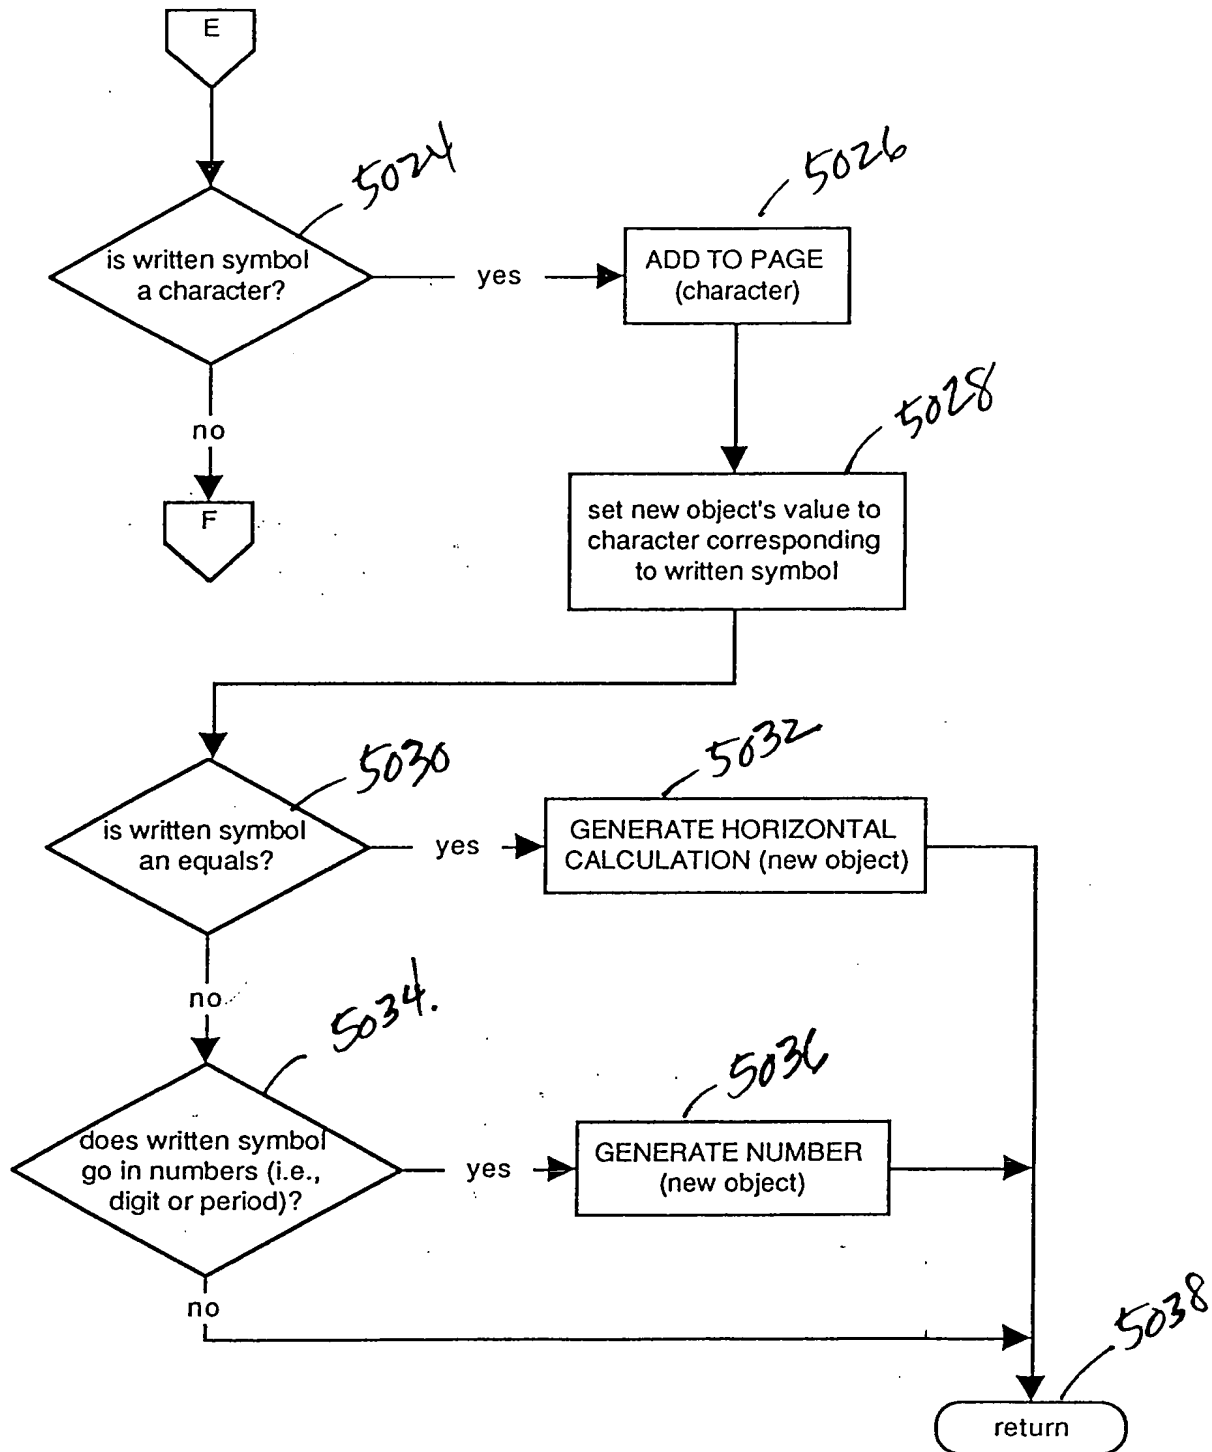 E
5024
5026
is written symbol
a character?
yes
ADD TO PAGE
(character)
no
5028
F
set new object's value to
character corresponding
to written symbol
5030
5032
is written symbol
an equals?
yes
GENERATE HORIZONTAL
CALCULATION (new object)
no
5034.
5036
does written symbol
go in numbers (i.e.,
digit or period)?
yes
GENERATE NUMBER
(new object)
no
5038
return